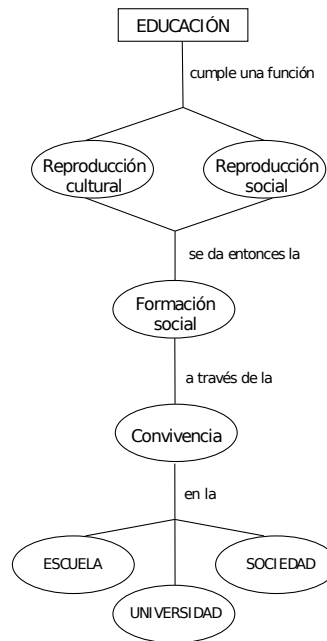 EDUCACIÓN
cumple una función
Reproducción
cultural
Reproducción
social
se da entonces la
Formación
social
a través de la
Convivencia
en la
ESCUELA
SOCIEDAD
UNIVERSIDAD